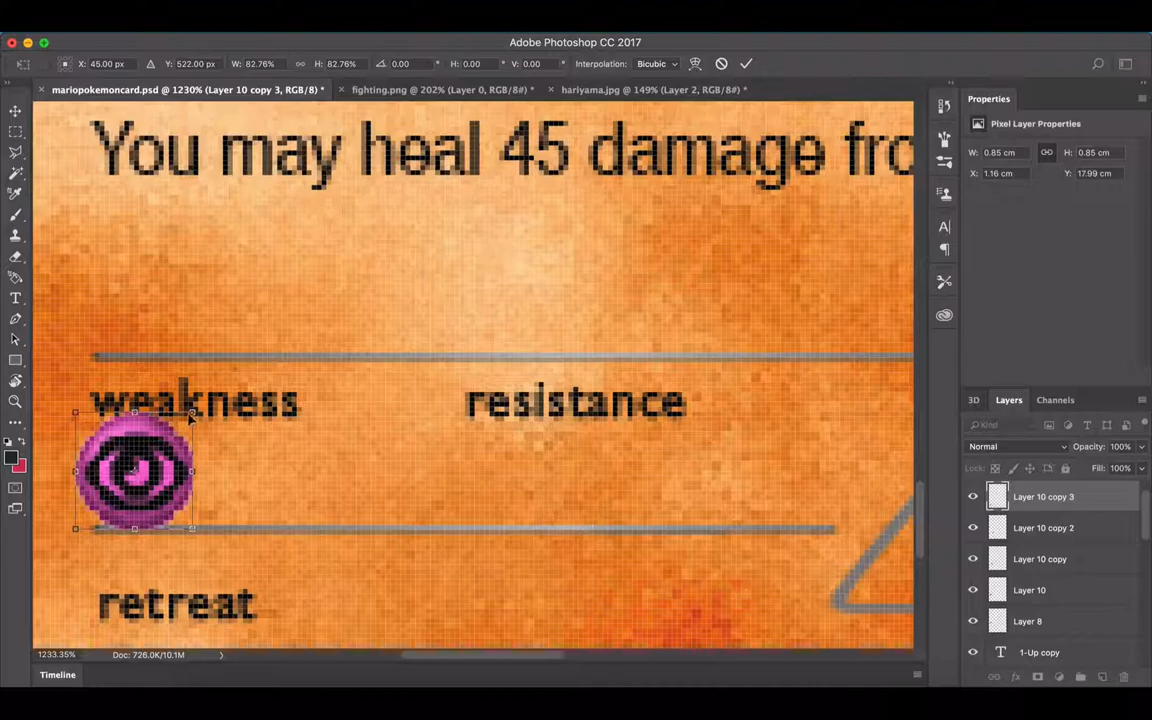 Adobe Photoshop CC 2017
X: 45.00 px Y: 522.00 px W: 82.76% H: 82.76% 0.00 ° H: 0.00 ° V: 0.00 ° Interpolation: Bicubic
× mariopokemoncard.psd @ 1230% (Layer 10 copy 3, RGB/8) * × fighting.png @ 202% (Layer 0, RGB/8#) * × hariyama.jpg @ 149% (Layer 2, RGB/8#) *
Properties
Pixel Layer Properties
W: 0.85 cm H: 0.85 cm
X: 1.16 cm Y: 17.99 cm
You may heal 45 damage fro
weakness resistance
retreat
3D Layers Channels
Kind
Normal Opacity: 100%
Lock: Fill: 100%
Layer 10 copy 3
Layer 10 copy 2
Layer 10 copy
Layer 10
Layer 8
T 1-Up copy
1233.35% Doc: 726.0K/10.1M
Timeline